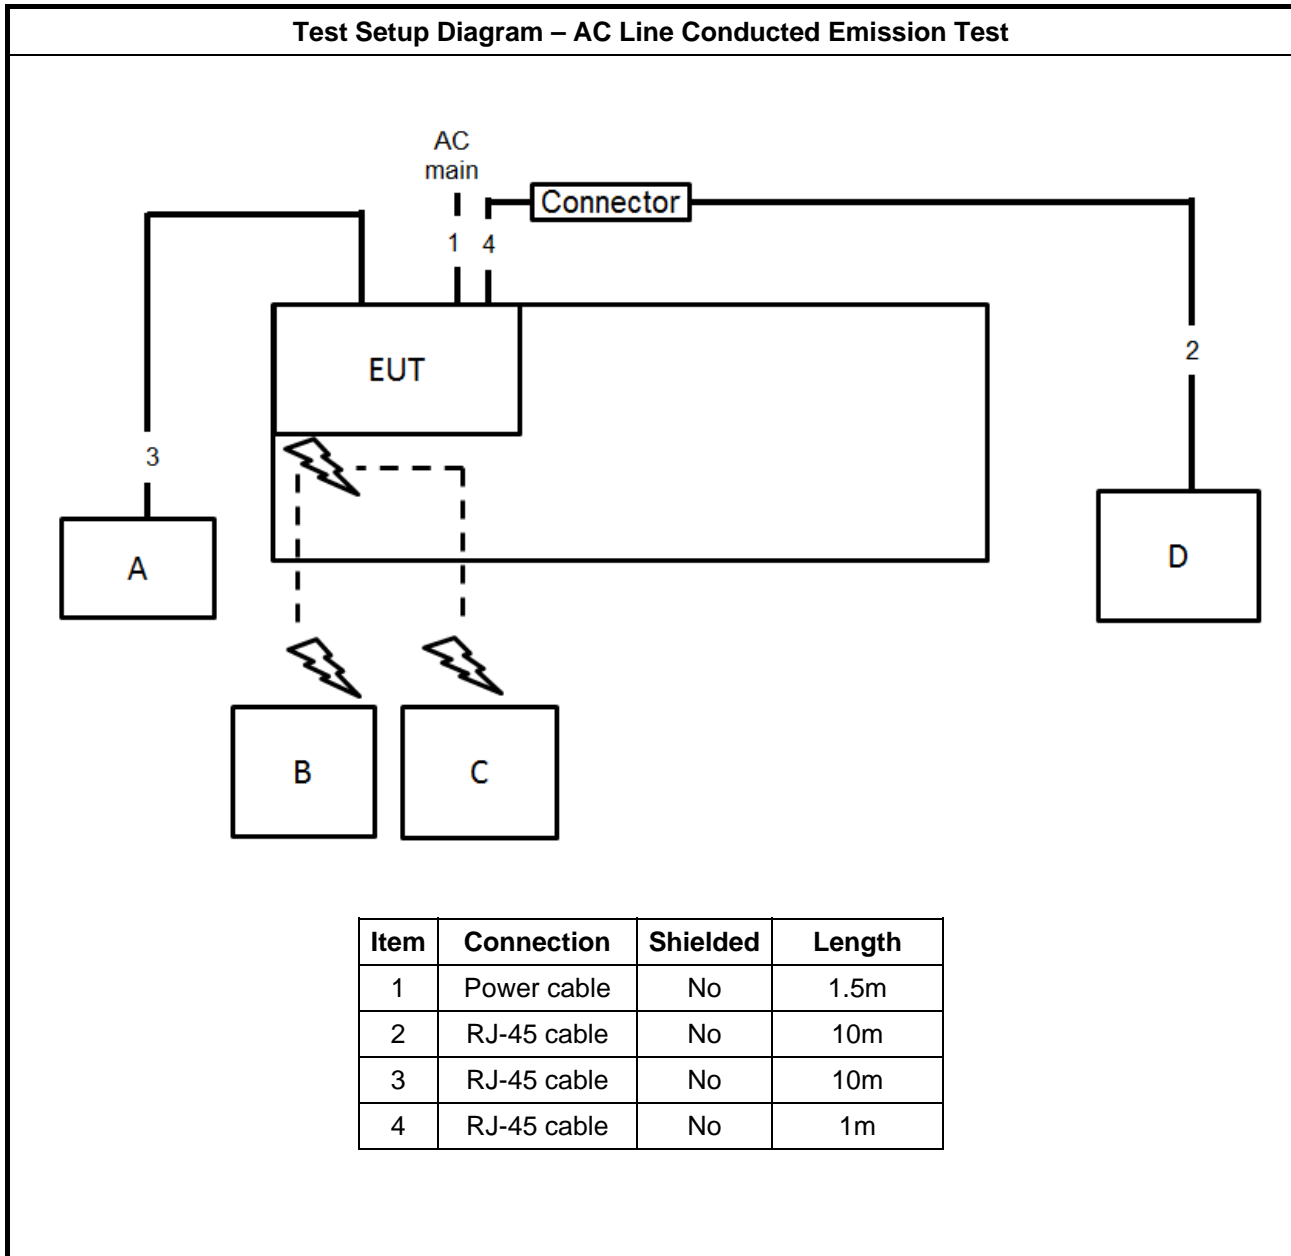 Test Setup Diagram – AC Line Conducted Emission Test
AC
main
Connector
1 4
EUT
2
3
A
D
B
C
Item Connection Shielded Length
1 Power cable No 1.5m
2 RJ-45 cable No 10m
3 RJ-45 cable No 10m
4 RJ-45 cable No 1m